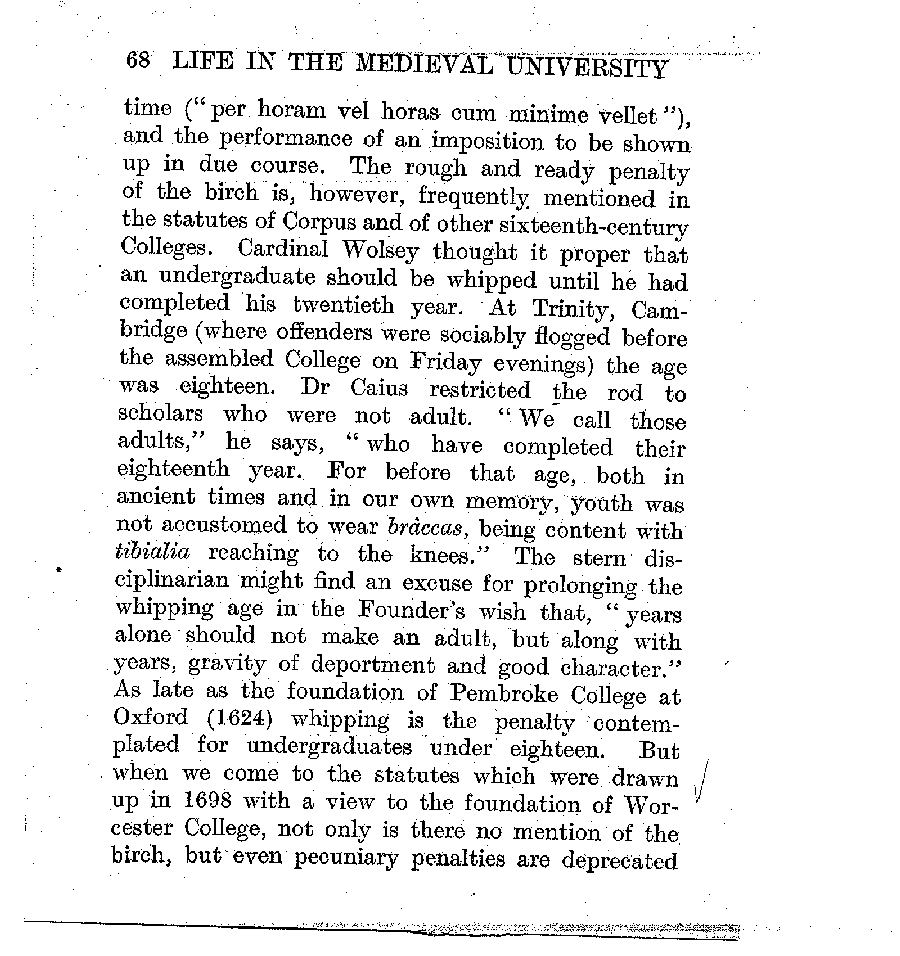 68 LIFE IN THE MEDIEVAL UNIVERSITY
time (“per horam vel horas cum minime vellet”),
and the performance of an imposition to be shown
up in due course. The rough and ready penalty
of the birch is, however, frequently mentioned in
the statutes of Corpus and of other sixteenth-century
Colleges. Cardinal Wolsey thought it proper that
an undergraduate should be whipped until he had
completed his twentieth year. At Trinity, Cam-
bridge (where offenders were sociably flogged before
the assembled College on Friday evenings) the age
was eighteen. Dr Caius restricted the rod to
scholars who were not adult. “We call those
adults,” he says, “who have completed their
eighteenth year. For before that age, both in
ancient times and in our own memory, youth was
not accustomed to wear braccas, being content with
tibialia reaching to the knees.” The stern dis-
ciplinarian might find an excuse for prolonging the
whipping age in the Founder’s wish that, “years
alone should not make an adult, but along with
years, gravity of deportment and good character.”
As late as the foundation of Pembroke College at
Oxford (1624) whipping is the penalty contem-
plated for undergraduates under eighteen. But
when we come to the statutes which were drawn
up in 1698 with a view to the foundation of Wor-
cester College, not only is there no mention of the
birch, but even pecuniary penalties are deprecated